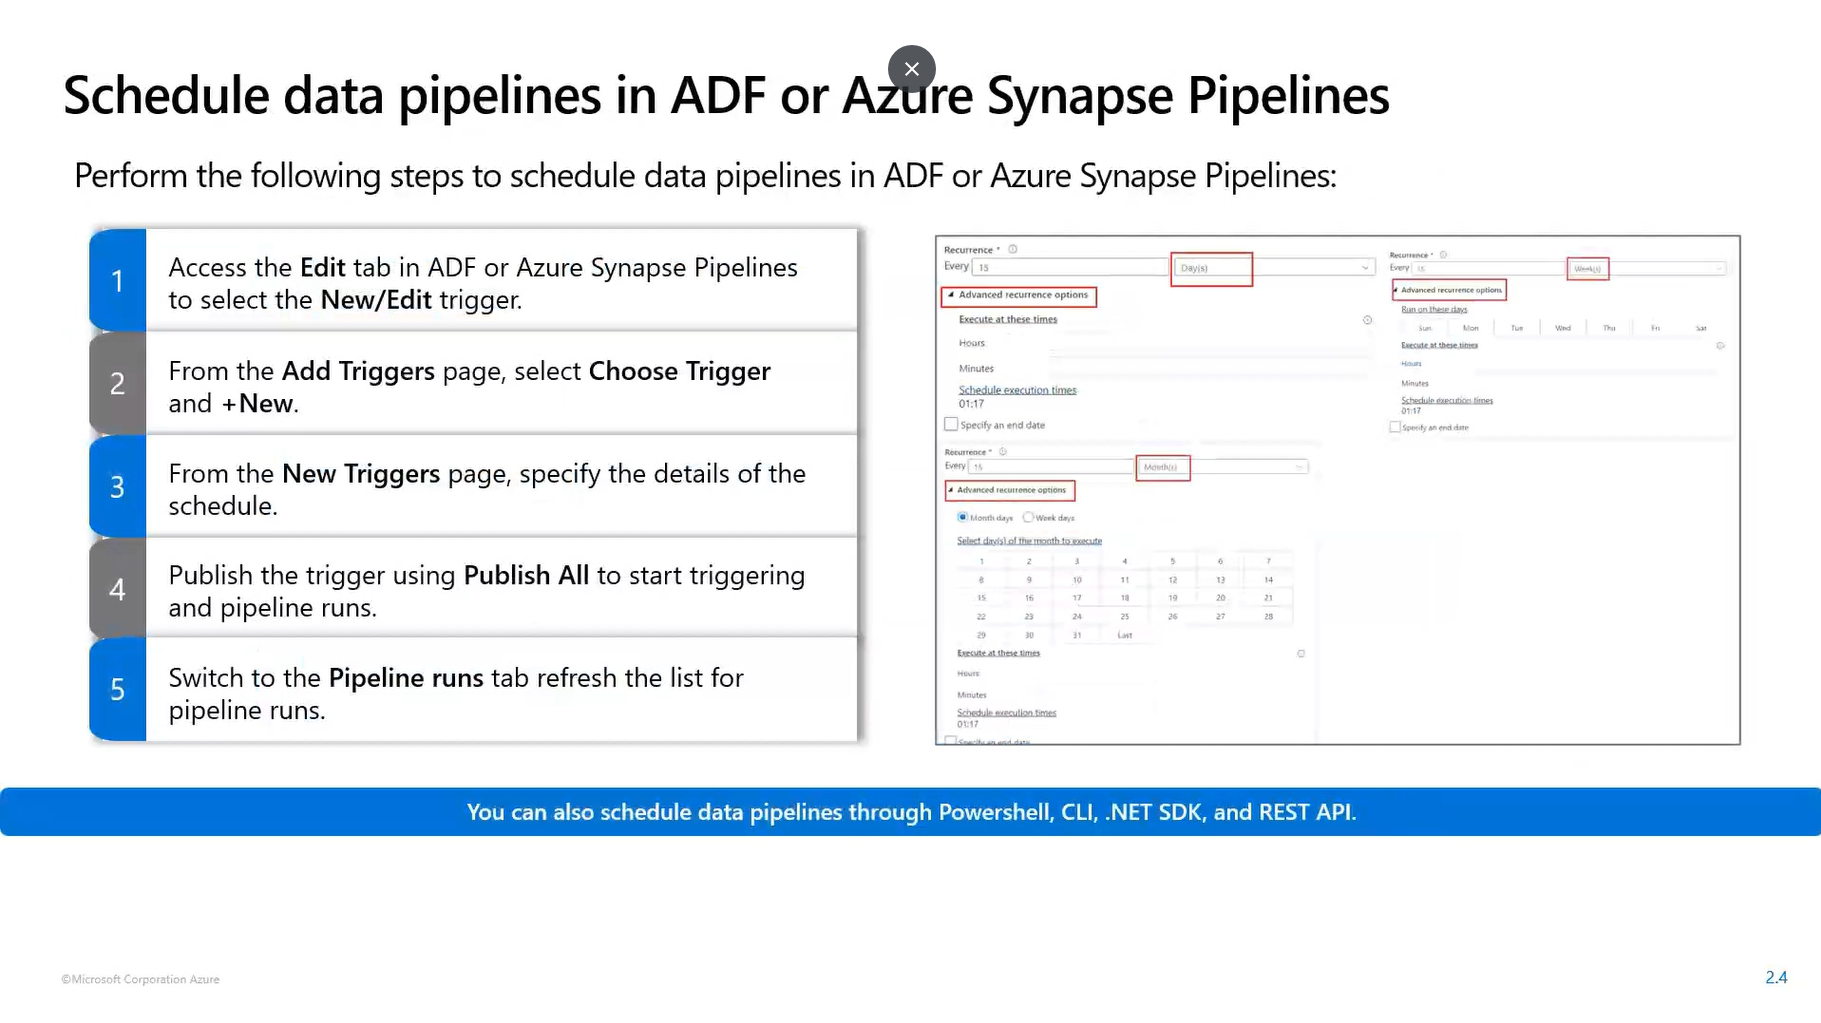 Schedule data pipelines in ADF or Azure Synapse Pipelines
Perform the following steps to schedule data pipelines in ADF or Azure Synapse Pipelines:
1
Access the Edit tab in ADF or Azure Synapse Pipelines
to select the New/Edit trigger.
2
From the Add Triggers page, select Choose Trigger
and +New.
3
From the New Triggers page, specify the details of the
schedule.
4
Publish the trigger using Publish All to start triggering
and pipeline runs.
5
Switch to the Pipeline runs tab refresh the list for
pipeline runs.
Recurrence *
Every 15 Day(s)
Advanced recurrence options
Execute at these times
Hours
Minutes
Schedule execution times
01:17
Specify an end date
Recurrence *
Every 15 Week(s)
Advanced recurrence options
Run on these days
Sun Mon Tue Wed Thu Fri Sat
Execute at these times
Hours
Minutes
Schedule execution times
01:17
Specify an end date
Recurrence *
Every 15 Month(s)
Advanced recurrence options
Month days Week days
Select day(s) of the month to execute
1 2 3 4 5 6 7
8 9 10 11 12 13 14
15 16 17 18 19 20 21
22 23 24 25 26 27 28
29 30 31 Last
Execute at these times
Hours
Minutes
Schedule execution times
01:17
Specify an end date
You can also schedule data pipelines through Powershell, CLI, .NET SDK, and REST API.
©Microsoft Corporation Azure
2.4